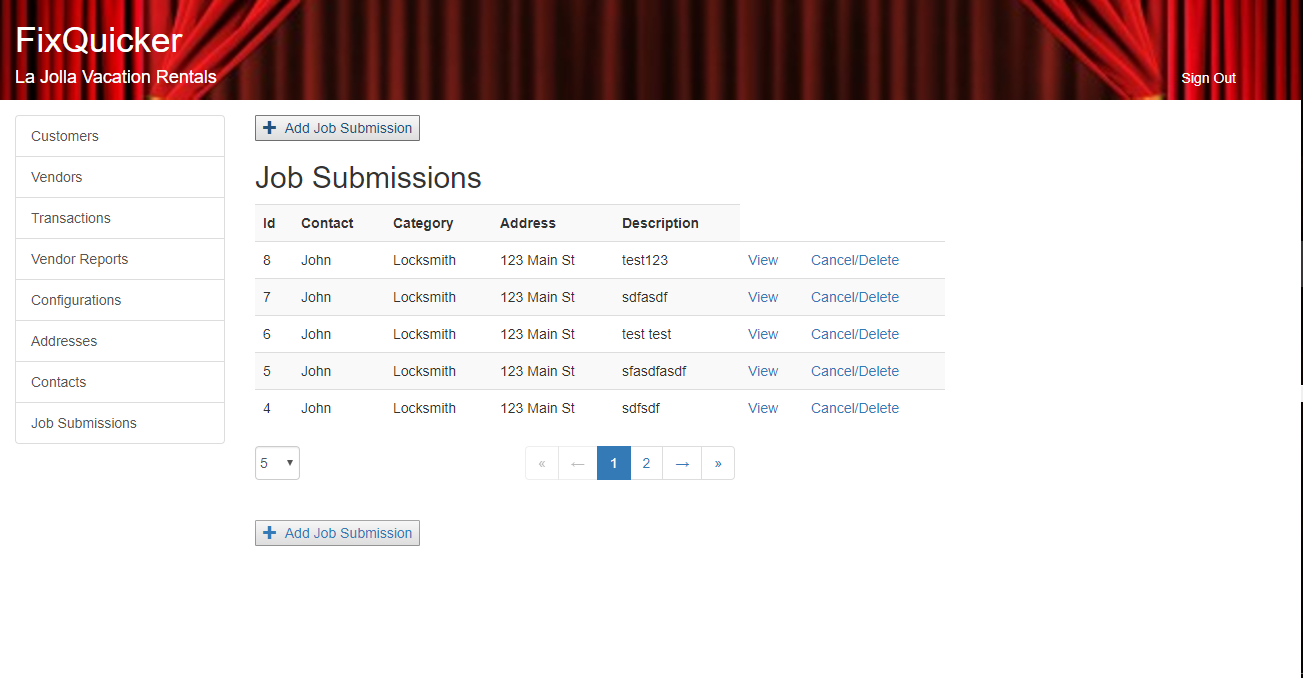 FixQuicker
La Jolla Vacation Rentals
Sign Out
Customers
Vendors
Transactions
Vendor Reports
Configurations
Addresses
Contacts
Job Submissions
Add Job Submission
Job Submissions
Id Contact Category Address Description
8 John Locksmith 123 Main St test123 View Cancel/Delete
7 John Locksmith 123 Main St sdfasdf View Cancel/Delete
6 John Locksmith 123 Main St test test View Cancel/Delete
5 John Locksmith 123 Main St sfasdfasdf View Cancel/Delete
4 John Locksmith 123 Main St sdfsdf View Cancel/Delete
5 « ← 1 2 → »
Add Job Submission